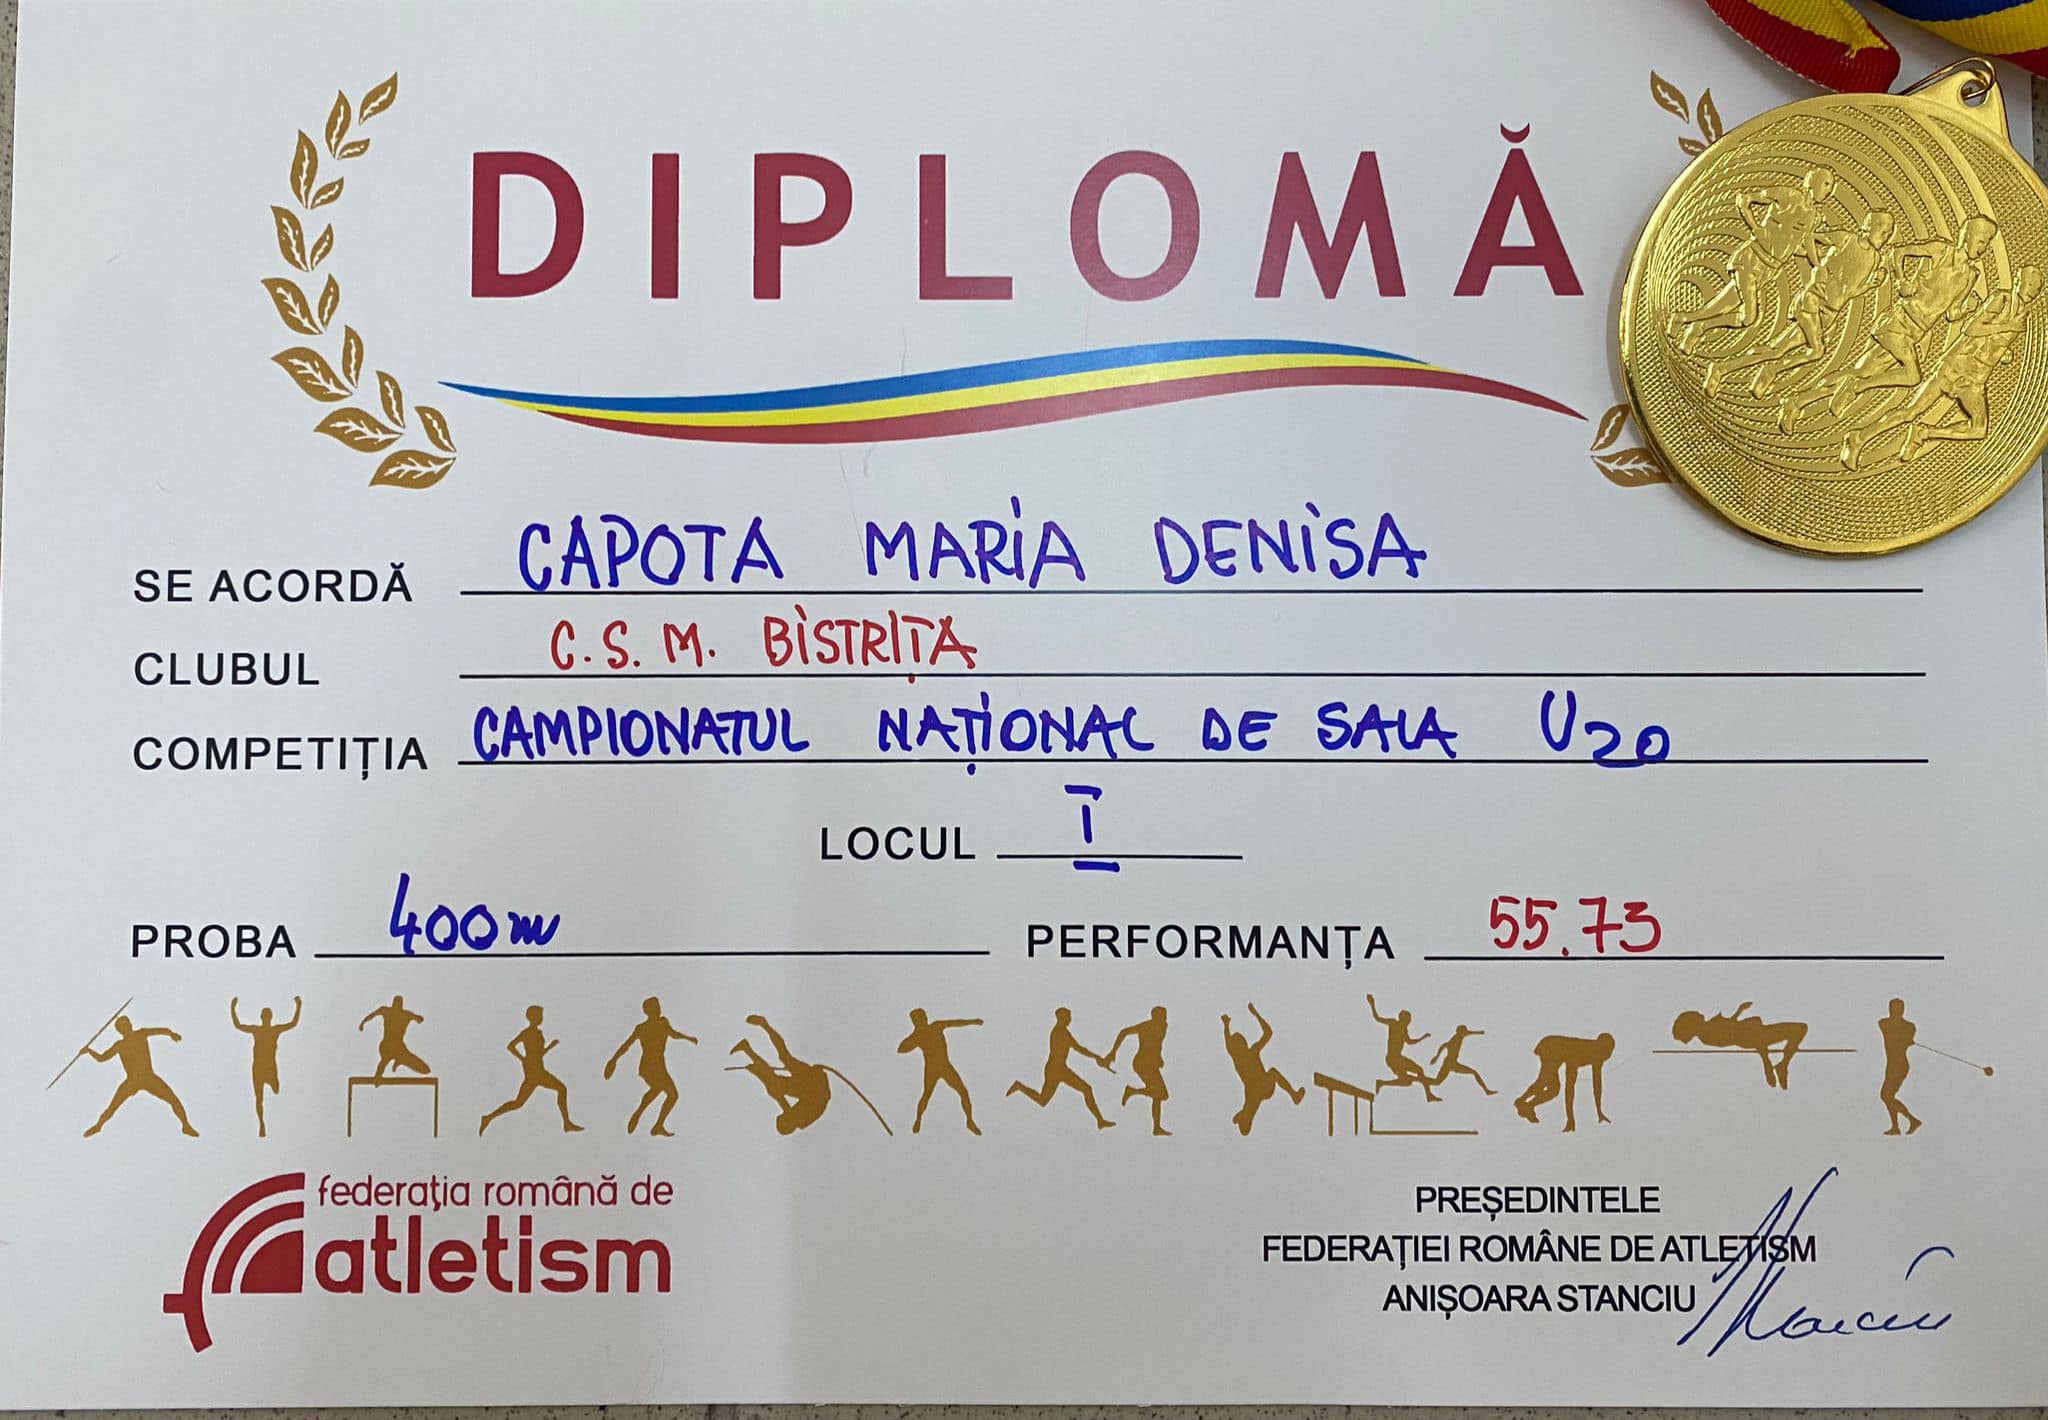 DIPLOMĂ
SE ACORDĂ CAPOTA MARIA DENISA
CLUBUL C.S.M. BISTRIȚA
COMPETIȚIA CAMPIONATUL NAȚIONAL DE SALA U20
LOCUL I
PROBA 400m PERFORMANȚA 55.73
federația română de
atletism
PREȘEDINTELE
FEDERAȚIEI ROMÂNE DE ATLETISM
ANIȘOARA STANCIU